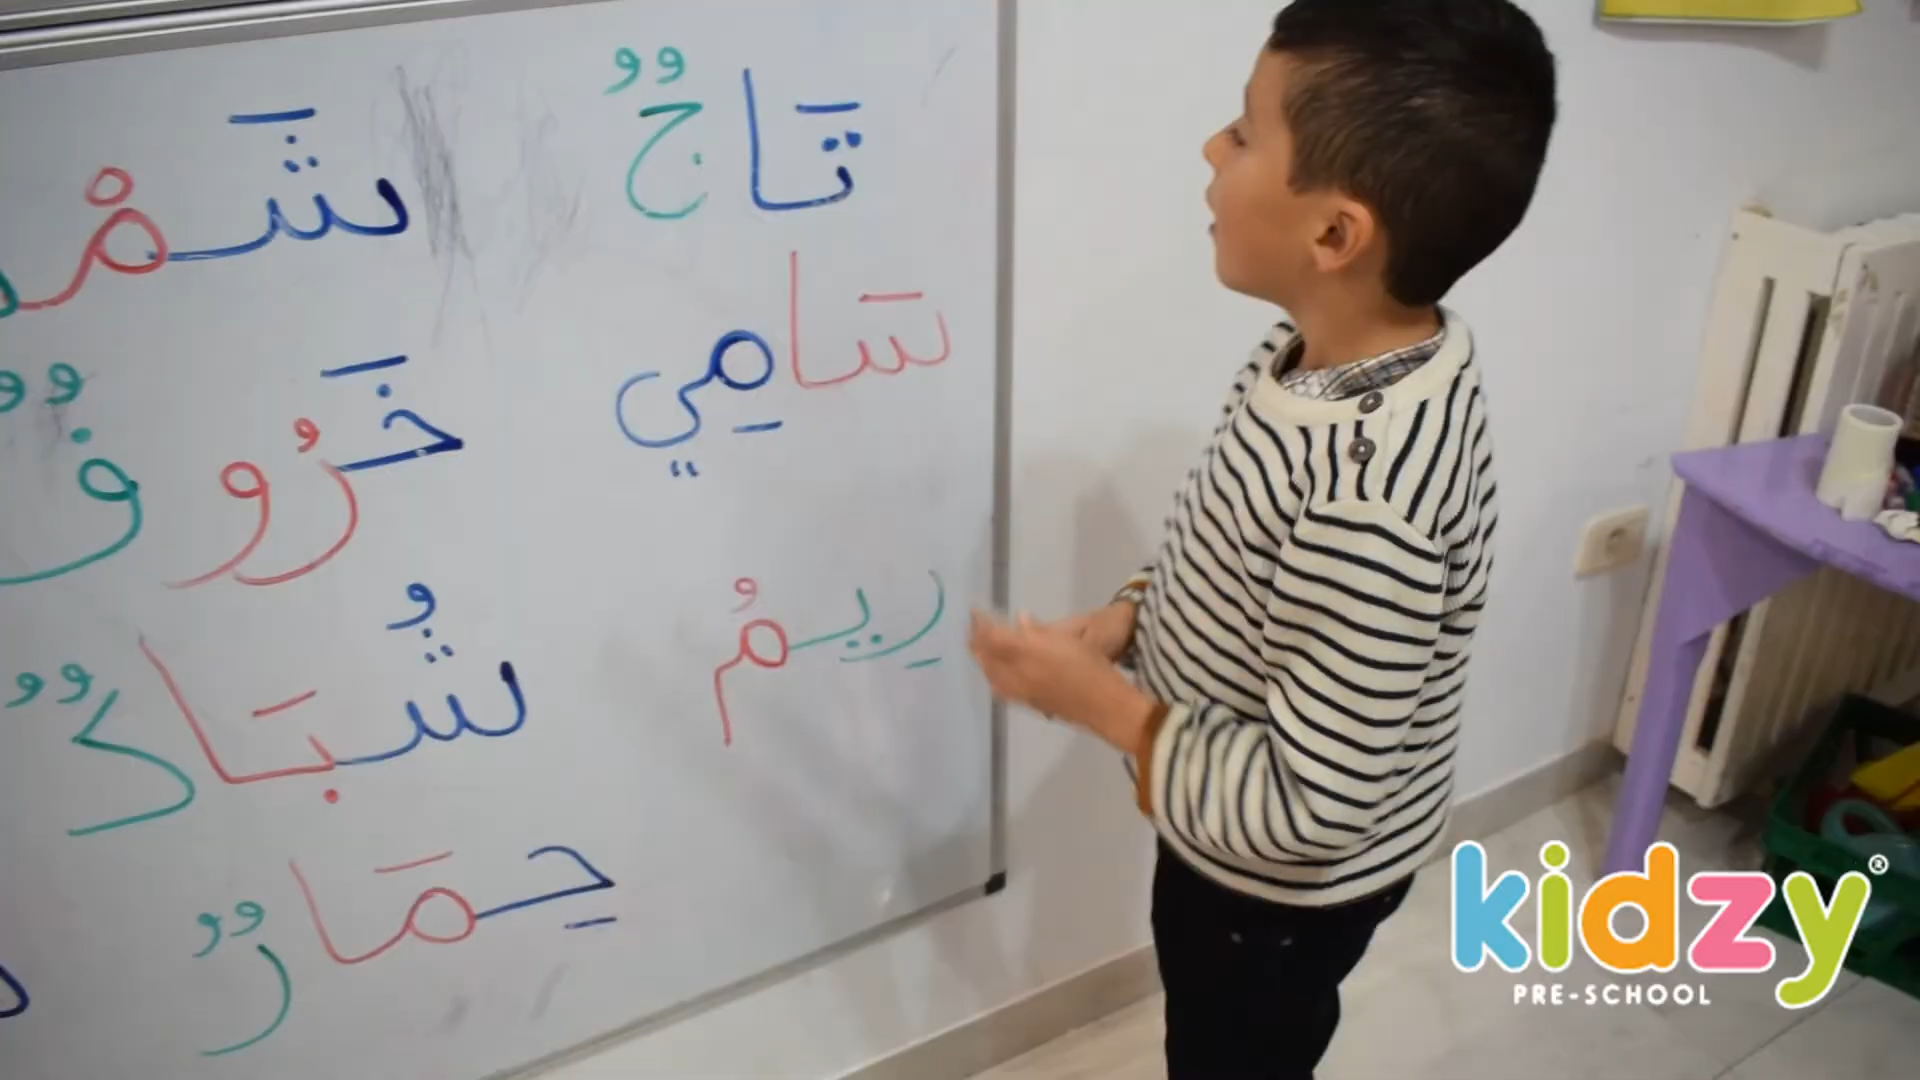 تَاجٌ
سَامِي
رِيمُ
شَمْ
خَرُوفٌ
شُبَاكٌ
حِمَارٌ
kidzy®
PRE-SCHOOL